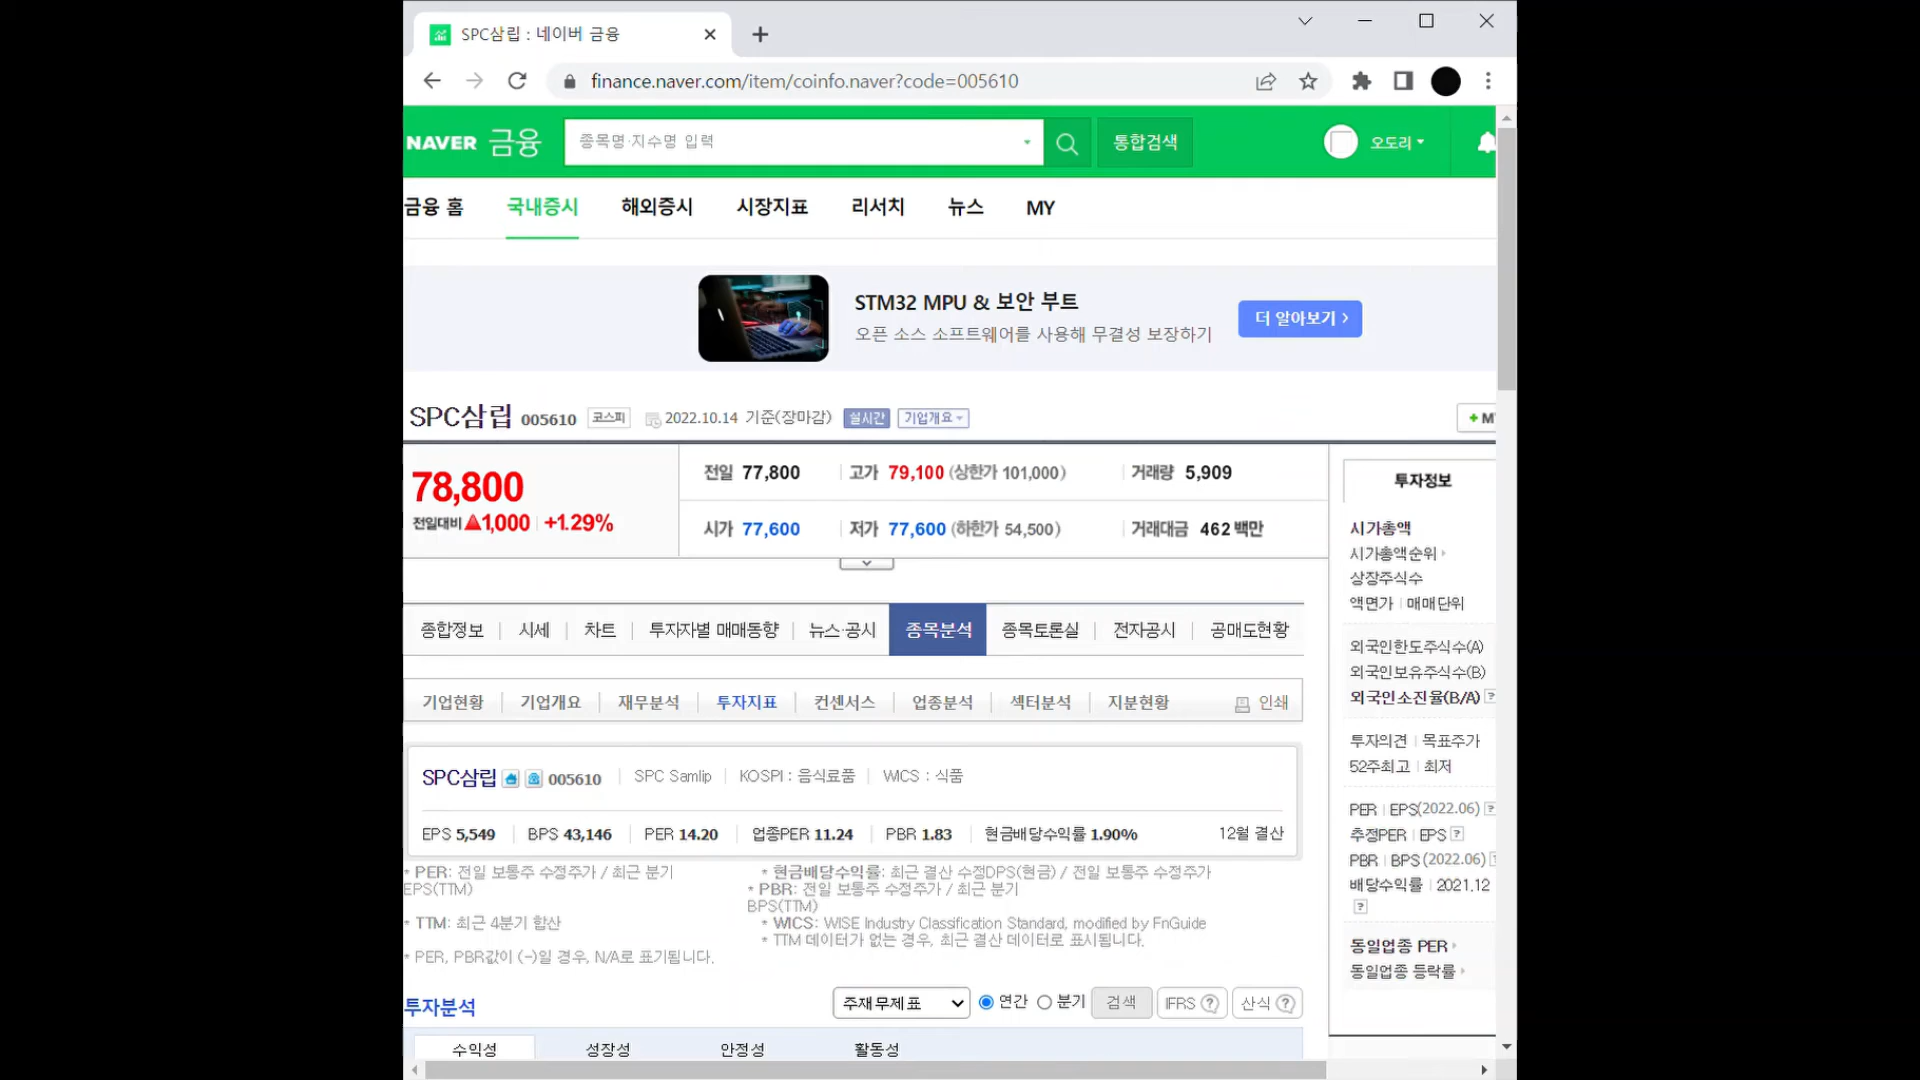 SPC삼립 : 네이버 금융
finance.naver.com/item/coinfo.naver?code=005610
NAVER 금융 종목명·지수명 입력 통합검색 오도리
금융 홈 국내증시 해외증시 시장지표 리서치 뉴스 MY
STM32 MPU & 보안 부트
오픈 소스 소프트웨어를 사용해 무결성 보장하기
더 알아보기
SPC삼립 005610 코스피 2022.10.14 기준(장마감) 실시간 기업개요
+ M
78,800
전일대비 ▲1,000 +1.29%
전일 77,800 고가 79,100 (상한가 101,000) 거래량 5,909
시가 77,600 저가 77,600 (하한가 54,500) 거래대금 462 백만
종합정보 시세 차트 투자자별 매매동향 뉴스·공시 종목분석 종목토론실 전자공시 공매도현황
기업현황 기업개요 재무분석 투자지표 컨센서스 업종분석 섹터분석 지분현황 인쇄
SPC삼립 005610 SPC Samlip KOSPI : 음식료품 WICS : 식품
EPS 5,549 BPS 43,146 PER 14.20 업종PER 11.24 PBR 1.83 현금배당수익률 1.90% 12월 결산
* PER: 전일 보통주 수정주가 / 최근 분기
EPS(TTM)
* TTM: 최근 4분기 합산
* PER, PBR값이 (-)일 경우, N/A로 표기됩니다.
* 현금배당수익률: 최근 결산 수정DPS(현금) / 전일 보통주 수정주가
* PBR: 전일 보통주 수정주가 / 최근 분기
BPS(TTM)
* WICS: WISE Industry Classification Standard, modified by FnGuide
* TTM 데이터가 없는 경우, 최근 결산 데이터로 표시됩니다.
투자분석 주재무제표 연간 분기 검색 IFRS ? 산식 ?
수익성 성장성 안정성 활동성
투자정보
시가총액
시가총액순위
상장주식수
액면가 매매단위
외국인한도주식수(A)
외국인보유주식수(B)
외국인소진율(B/A) ?
투자의견 목표주가
52주최고 최저
PER EPS(2022.06) ?
추정PER EPS ?
PBR BPS (2022.06)
배당수익률 2021.12
?
동일업종 PER
동일업종 등락률